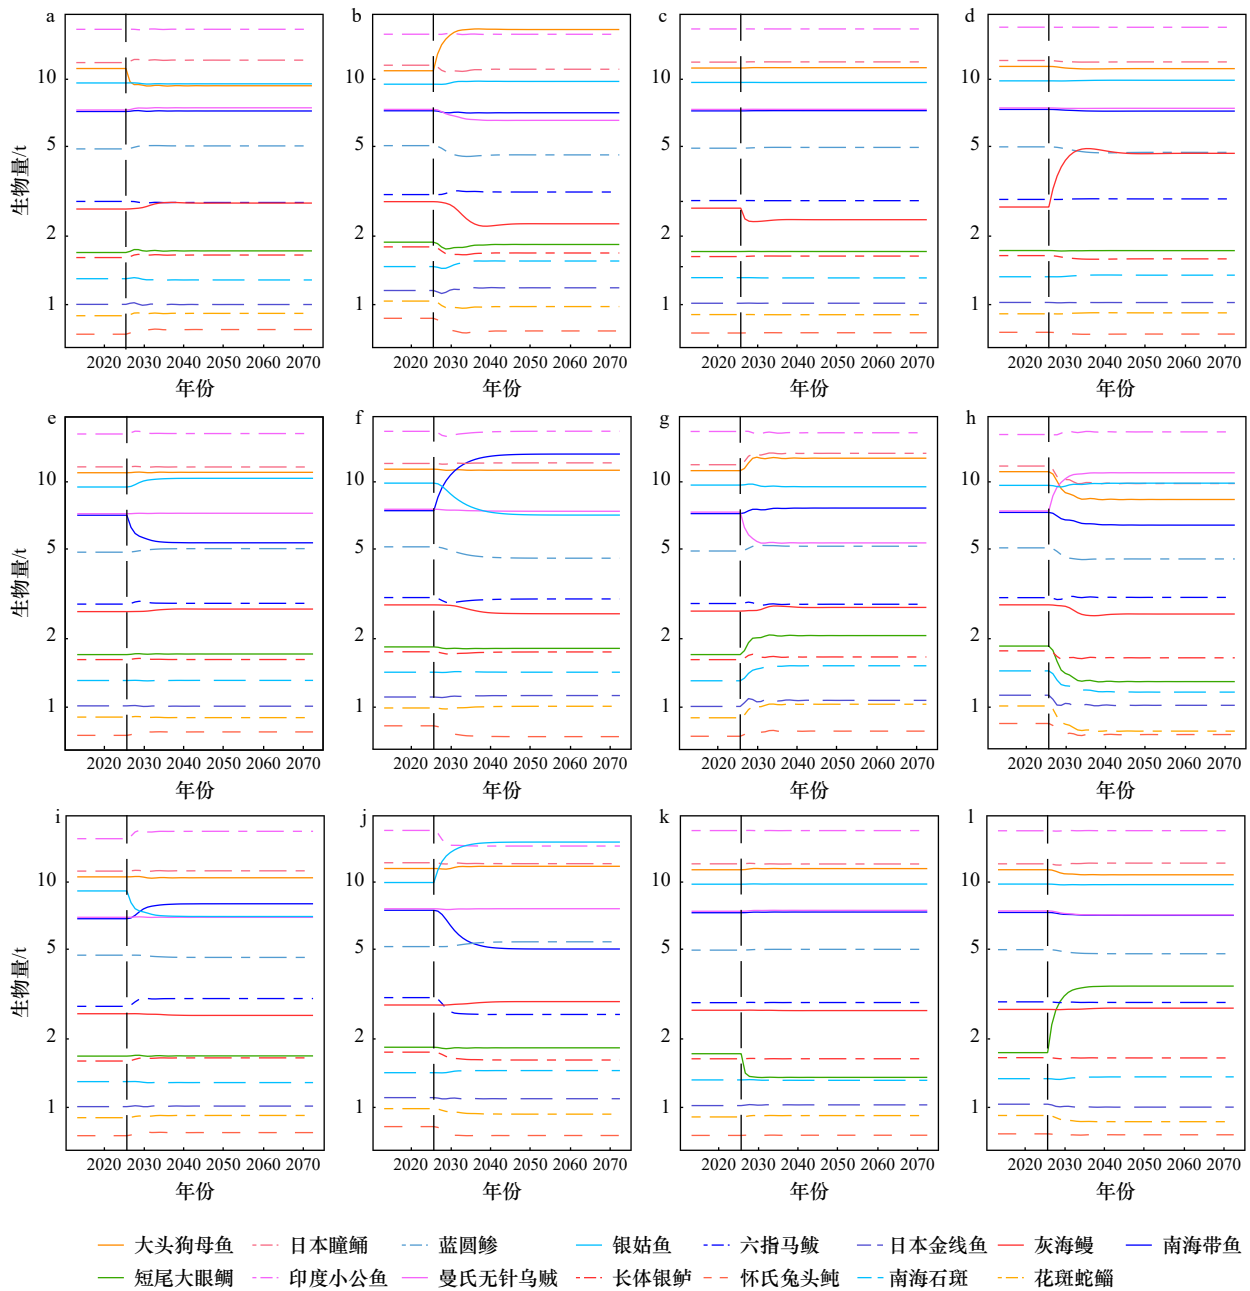 a b c d
10 10 10 10
5 5 5 5
生物量/t
2 2 2 2
1 1 1 1
2020 2030 2040 2050 2060 2070 2020 2030 2040 2050 2060 2070 2020 2030 2040 2050 2060 2070 2020 2030 2040 2050 2060 2070
年份 年份 年份 年份
e f g h
10 10 10 10
5 5 5 5
生物量/t
2 2 2 2
1 1 1 1
2020 2030 2040 2050 2060 2070 2020 2030 2040 2050 2060 2070 2020 2030 2040 2050 2060 2070 2020 2030 2040 2050 2060 2070
年份 年份 年份 年份
i j k l
10 10 10 10
5 5 5 5
生物量/t
2 2 2 2
1 1 1 1
2020 2030 2040 2050 2060 2070 2020 2030 2040 2050 2060 2070 2020 2030 2040 2050 2060 2070 2020 2030 2040 2050 2060 2070
年份 年份 年份 年份
大头狗母鱼 日本瞳鲬 蓝圆鲹 银姑鱼 六指马鲅 日本金线鱼 灰海鳗 南海带鱼
短尾大眼鲷 印度小公鱼 曼氏无针乌贼 长体银鲈 怀氏兔头鲀 南海石斑 花斑蛇鲻